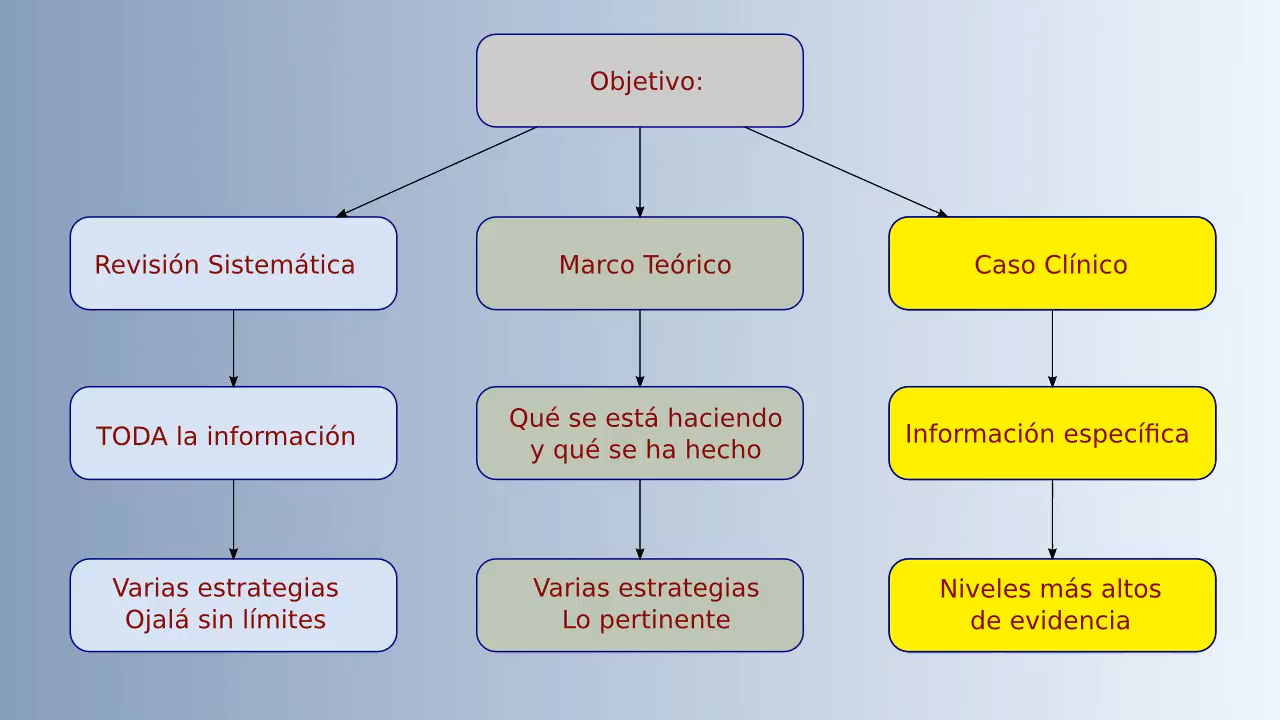 Objetivo:
Revisión Sistemática
Marco Teórico
Caso Clínico
TODA la información
Qué se está haciendo
y qué se ha hecho
Información específica
Varias estrategias
Ojalá sin límites
Varias estrategias
Lo pertinente
Niveles más altos
de evidencia